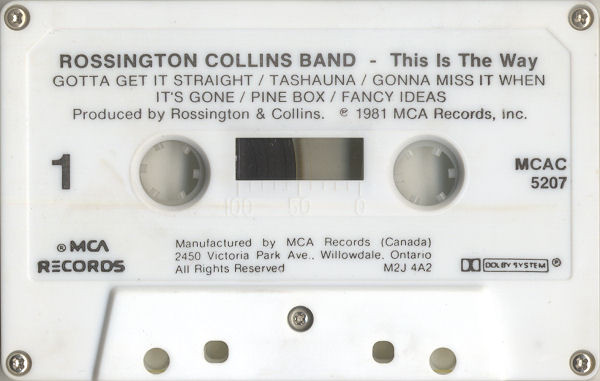 ROSSINGTON COLLINS BAND - This Is The Way
GOTTA GET IT STRAIGHT / TASHAUNA / GONNA MISS IT WHEN
IT'S GONE / PINE BOX / FANCY IDEAS
Produced by Rossington & Collins. ℗ 1981 MCA Records, Inc.
1
MCAC
5207
100 50 0
® MCA
RECORDS
Manufactured by MCA Records (Canada)
2450 Victoria Park Ave., Willowdale, Ontario
All Rights Reserved M2J 4A2
DOLBY SYSTEM ®